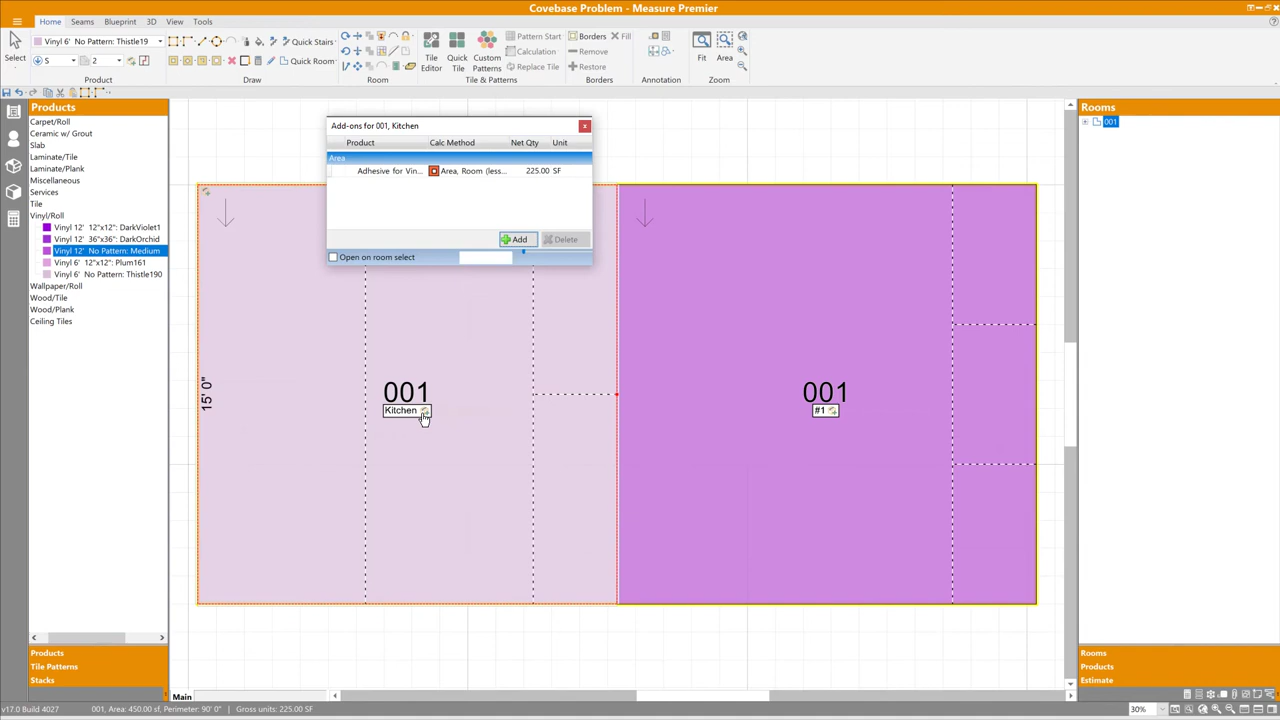 Covebase Problem - Measure Premier
Home Seams Blueprint 3D View Tools
Select
Vinyl 6' No Pattern: Thistle19
S 2
Product
Quick Stairs
Quick Room
Draw
Room
Tile Editor
Quick Tile
Custom Patterns
Pattern Start
Calculation
Replace Tile
Tile & Patterns
Borders Fill
Remove
Restore
Borders
Annotation
Fit
Area
Zoom
Products
Carpet/Roll
Ceramic w/ Grout
Slab
Laminate/Tile
Laminate/Plank
Miscellaneous
Services
Tile
Vinyl/Roll
Vinyl 12' 12"x12": DarkViolet1
Vinyl 12' 36"x36": DarkOrchid
Vinyl 12' No Pattern: Medium
Vinyl 6' 12"x12": Plum161
Vinyl 6' No Pattern: Thistle190
Wallpaper/Roll
Wood/Tile
Wood/Plank
Ceiling Tiles
Products
Tile Patterns
Stacks
Add-ons for 001, Kitchen
Product Calc Method Net Qty Unit
Area
Adhesive for Vin... Area, Room (less... 225.00 SF
Add Delete
Open on room select
15' 0"
001
Kitchen
001
#1
Main
Rooms
001
Rooms
Products
Estimate
v17.0 Build 4027 001, Area: 450.00 sf, Perimeter: 90' 0" Gross units: 225.00 SF
30%